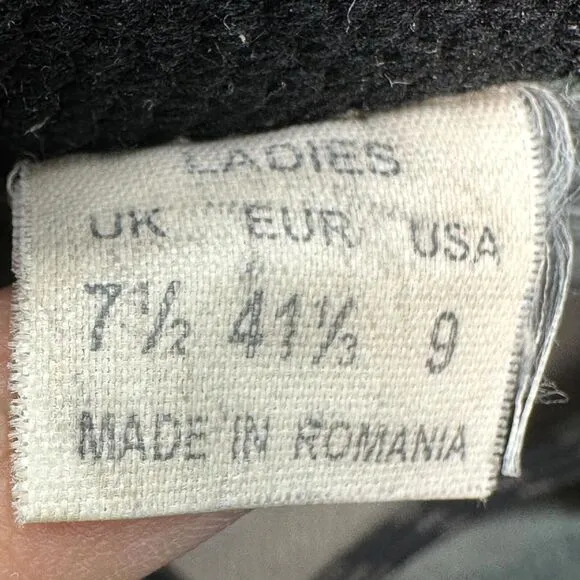 LADIES
UK EUR USA
7½ 41⅓ 9
MADE IN ROMANIA